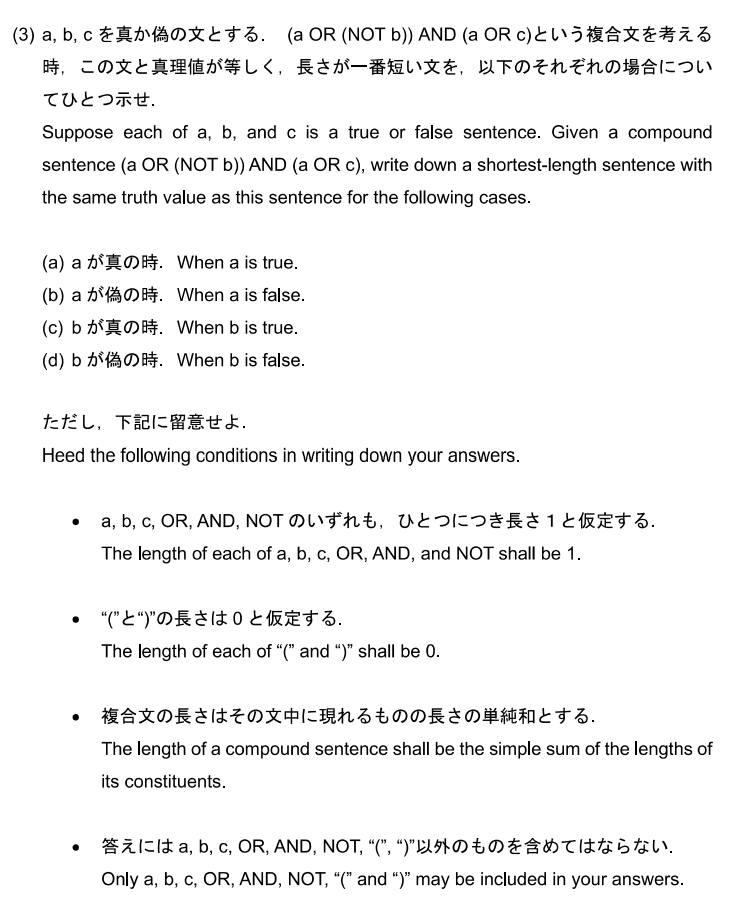 (3) a, b, c を真か偽の文とする． (a OR (NOT b)) AND (a OR c)という複合文を考える
時，この文と真理値が等しく，長さが一番短い文を，以下のそれぞれの場合につい
てひとつ示せ．
Suppose each of a, b, and c is a true or false sentence. Given a compound
sentence (a OR (NOT b)) AND (a OR c), write down a shortest-length sentence with
the same truth value as this sentence for the following cases.
(a) a が真の時．When a is true.
(b) a が偽の時．When a is false.
(c) b が真の時．When b is true.
(d) b が偽の時．When b is false.
ただし，下記に留意せよ．
Heed the following conditions in writing down your answers.
• a, b, c, OR, AND, NOT のいずれも，ひとつにつき長さ 1 と仮定する．
The length of each of a, b, c, OR, AND, and NOT shall be 1.
• “(”と“)”の長さは 0 と仮定する．
The length of each of “(” and “)” shall be 0.
• 複合文の長さはその文中に現れるものの長さの単純和とする．
The length of a compound sentence shall be the simple sum of the lengths of
its constituents.
• 答えには a, b, c, OR, AND, NOT, “(”, “)”以外のものを含めてはならない．
Only a, b, c, OR, AND, NOT, “(” and “)” may be included in your answers.